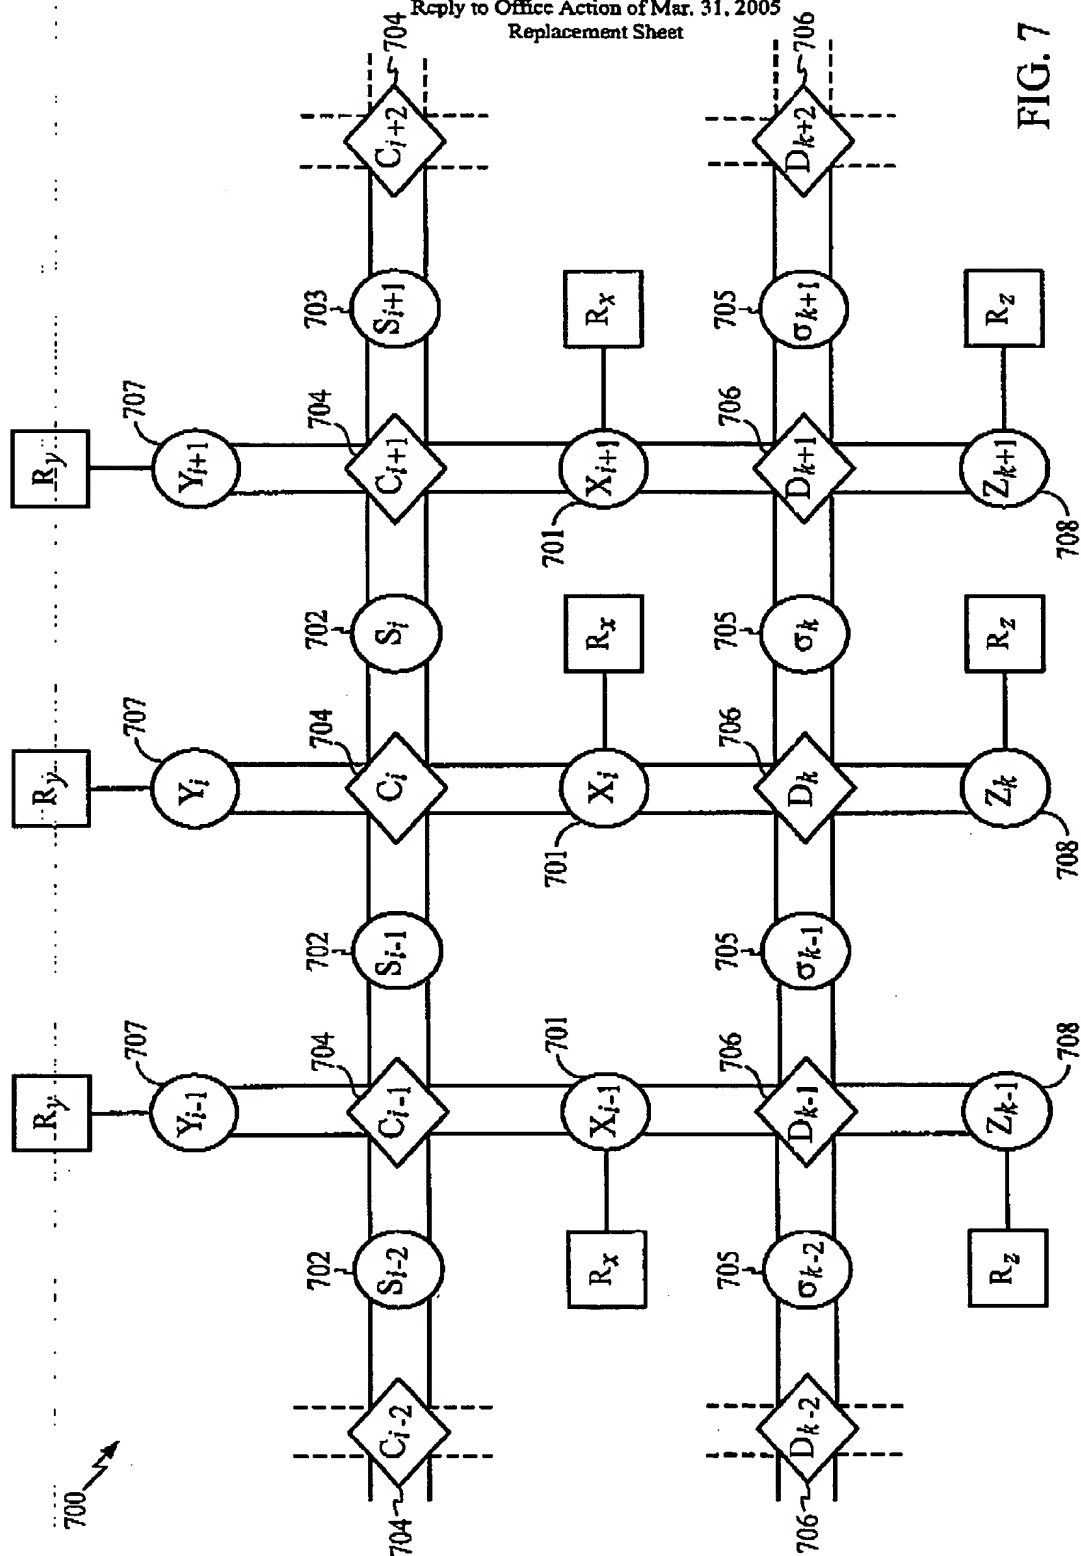 Reply to Office Action of Mar. 31, 2005
Replacement Sheet
700
R_y
R_y
R_y
707
707
707
Y_{i-1}
Y_i
Y_{i+1}
702
704
702
704
702
704
703
C_{i-2}
S_{i-2}
C_{i-1}
S_{i-1}
C_i
S_i
C_{i+1}
S_{i+1}
C_{i+2}
704
704
701
701
701
R_x
X_{i-1}
X_i
R_x
X_{i+1}
R_x
705
706
705
706
705
706
705
D_{k-2}
σ_{k-2}
D_{k-1}
σ_{k-1}
D_k
σ_k
D_{k+1}
σ_{k+1}
D_{k+2}
706
706
R_z
Z_{k-1}
Z_k
R_z
Z_{k+1}
R_z
708
708
708
FIG. 7